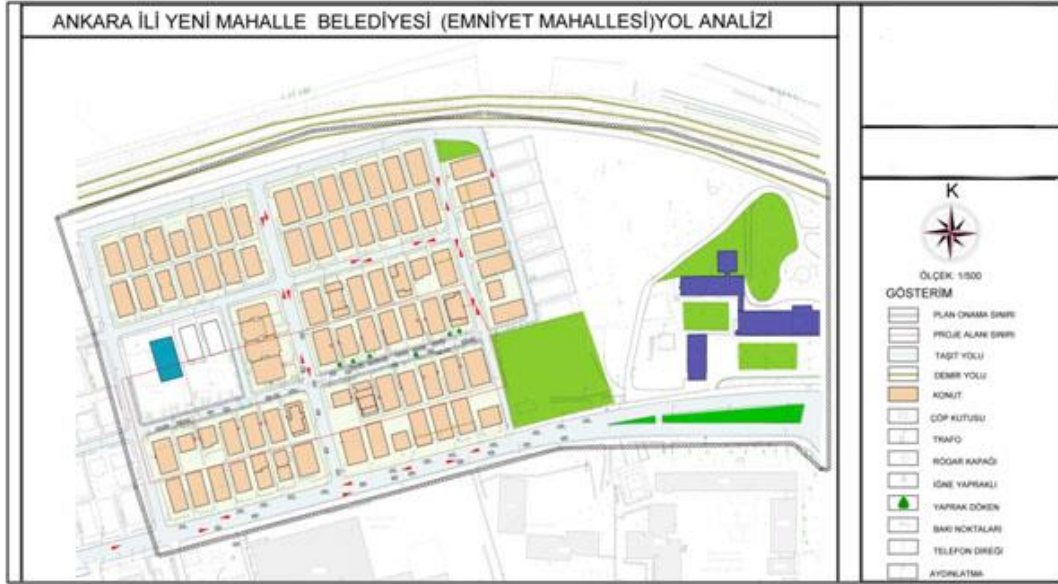 ANKARA İLİ YENİ MAHALLE BELEDİYESİ (EMNİYET MAHALLESİ)YOL ANALİZİ
K
ÖLÇEK: 1/500
GÖSTERİM
PLAN ONAMA SINIRI
PROJE ALANI SINIRI
TAŞIT YOLU
DEMİR YOLU
KONUT
ÇÖP KUTUSU
TRAFO
ROGAR KAPAĞI
İĞNE YAPRAKLI
YAPRAK DÖKEN
BAKI NOKTALARI
TELEFON DİREĞİ
AYDINLATMA